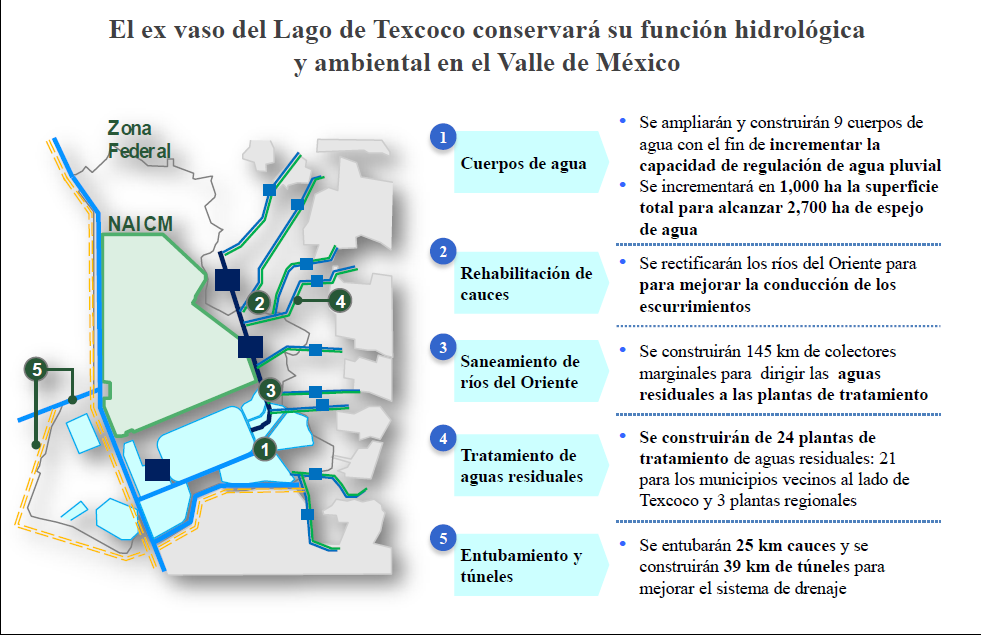 El ex vaso del Lago de Texcoco conservará su función hidrológica
y ambiental en el Valle de México
Zona
Federal
NAICM
5
2
4
3
1
1
Cuerpos de agua
• Se ampliarán y construirán 9 cuerpos de
agua con el fin de incrementar la
capacidad de regulación de agua pluvial
• Se incrementará en 1,000 ha la superficie
total para alcanzar 2,700 ha de espejo
de agua
2
Rehabilitación de
cauces
• Se rectificarán los ríos del Oriente para
para mejorar la conducción de los
escurrimientos
3
Saneamiento de
ríos del Oriente
• Se construirán 145 km de colectores
marginales para dirigir las aguas
residuales a las plantas de tratamiento
4
Tratamiento de
aguas residuales
• Se construirán de 24 plantas de
tratamiento de aguas residuales: 21
para los municipios vecinos al lado de
Texcoco y 3 plantas regionales
5
Entubamiento y
túneles
• Se entubarán 25 km cauces y se
construirán 39 km de túneles para
mejorar el sistema de drenaje